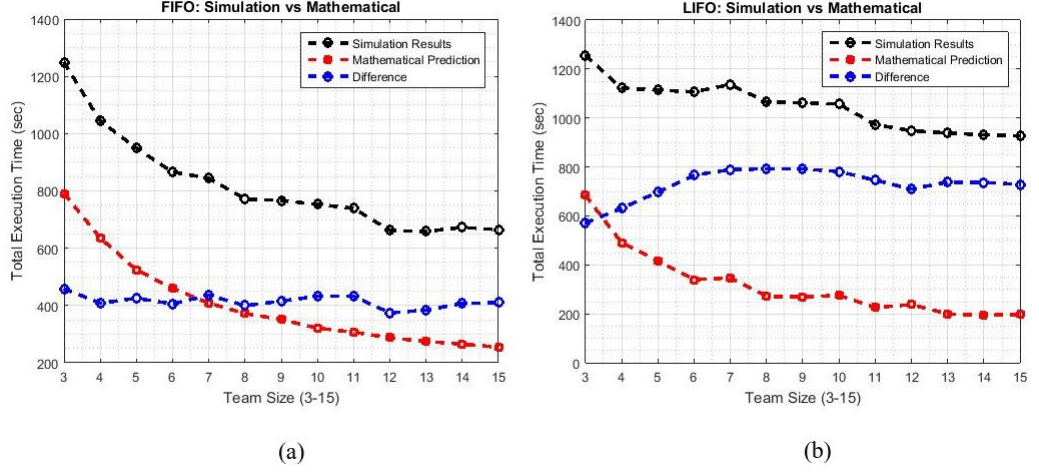 FIFO: Simulation vs Mathematical
1400
1200
1000
800
600
400
200
Total Execution Time (sec)
Simulation Results
Mathematical Prediction
Difference
3 4 5 6 7 8 9 10 11 12 13 14 15
Team Size (3-15)
(a)
LIFO: Simulation vs Mathematical
1400
1200
1000
800
600
400
200
0
Total Execution Time (sec)
Simulation Results
Mathematical Prediction
Difference
3 4 5 6 7 8 9 10 11 12 13 14 15
Team Size (3-15)
(b)